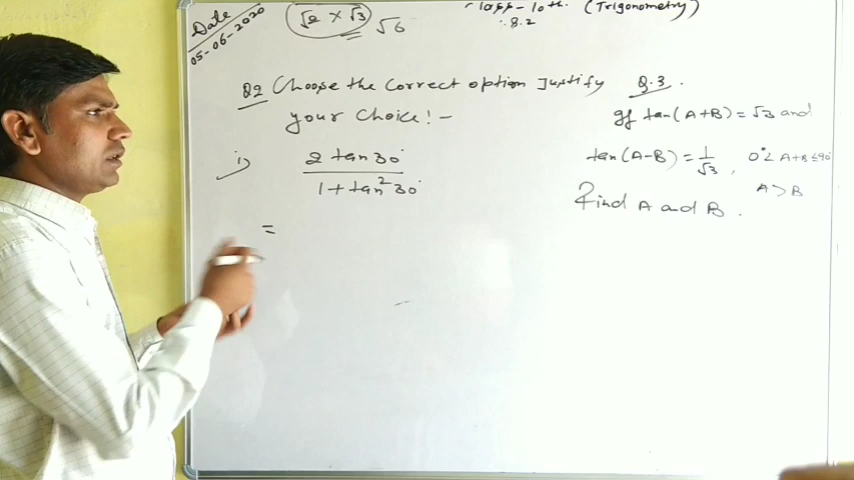 Date
05-06-2020
√2 × √3
√6
10th. (Trigonometry)
8.2
Q2 Choose the correct option Justify
your choice! -
i) 2 tan 30°
1 + tan² 30°
=
Q.3.
If tan (A+B) = √3 and
tan (A-B) = 1/√3, 0° ∠ A+B ≤ 90°
A > B
Find A and B.